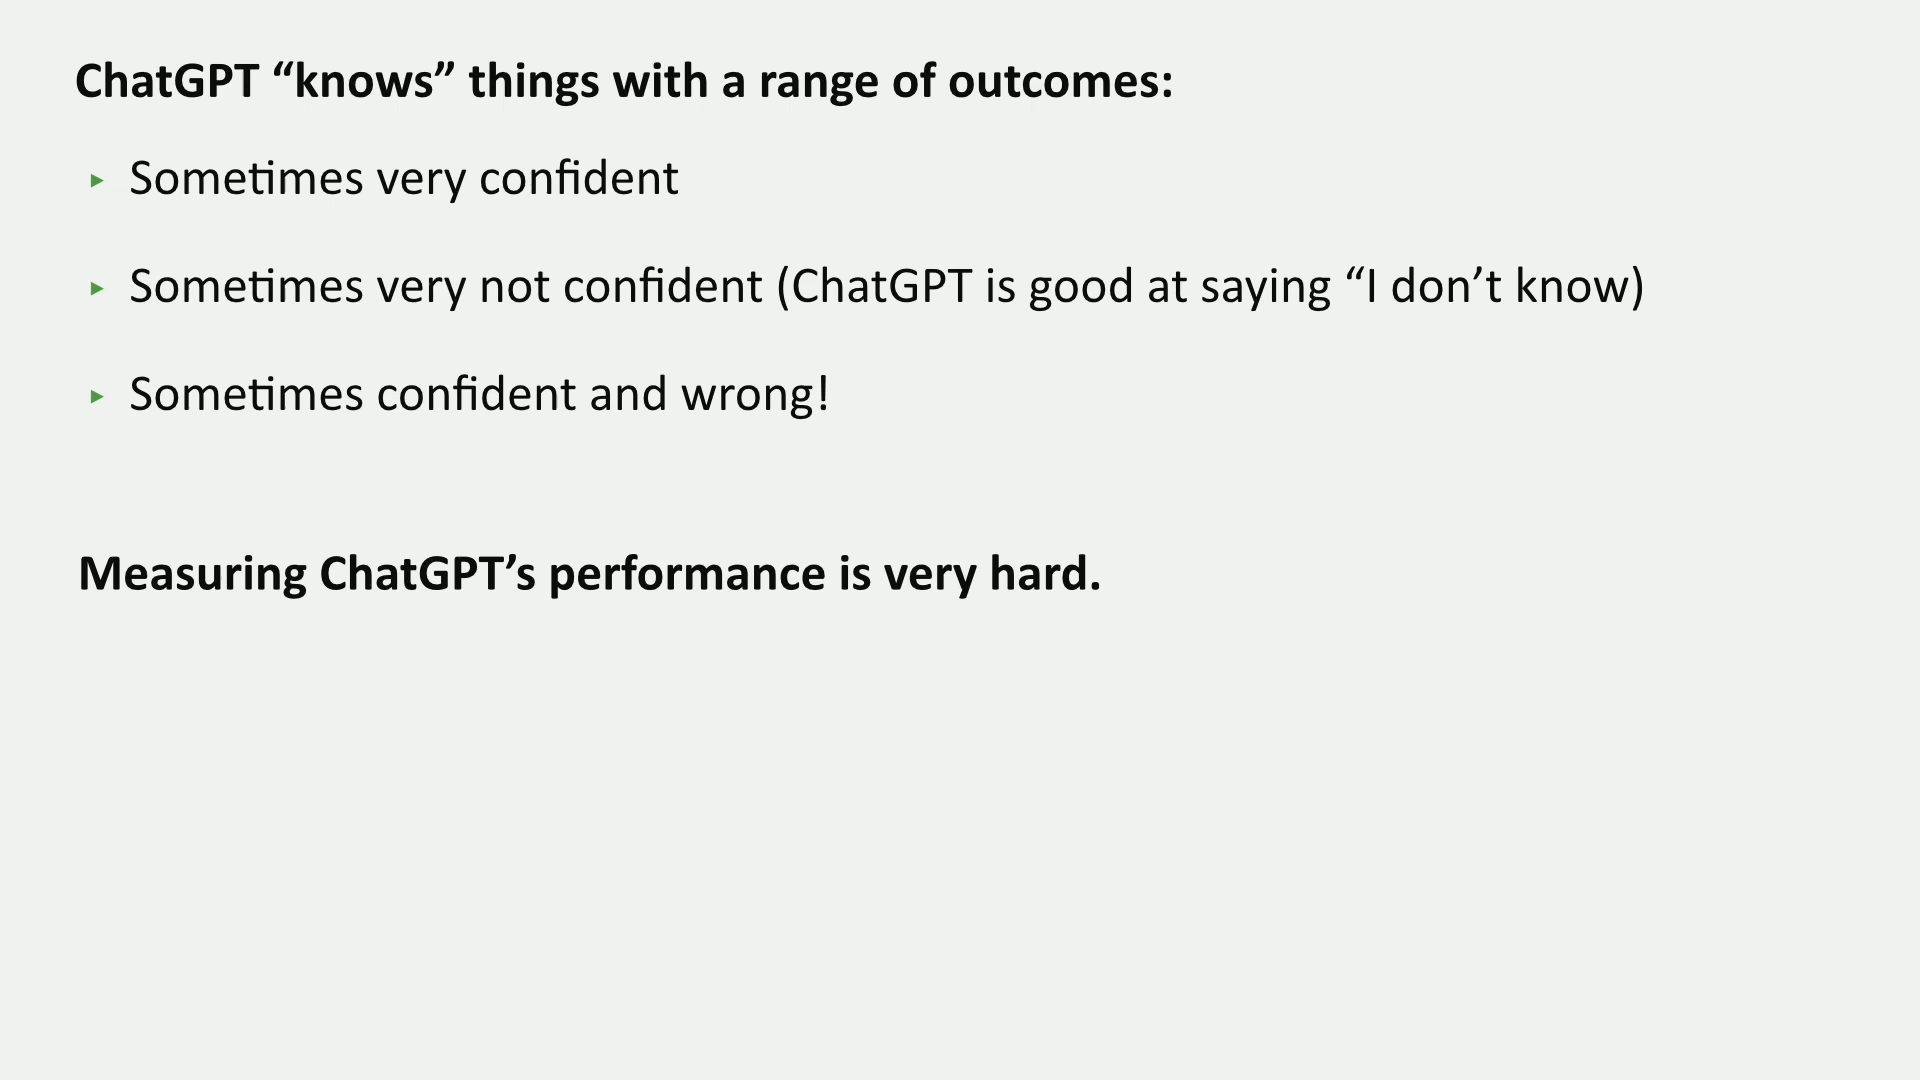 ChatGPT “knows” things with a range of outcomes:
▸ Sometimes very confident
▸ Sometimes very not confident (ChatGPT is good at saying “I don’t know)
▸ Sometimes confident and wrong!
Measuring ChatGPT’s performance is very hard.